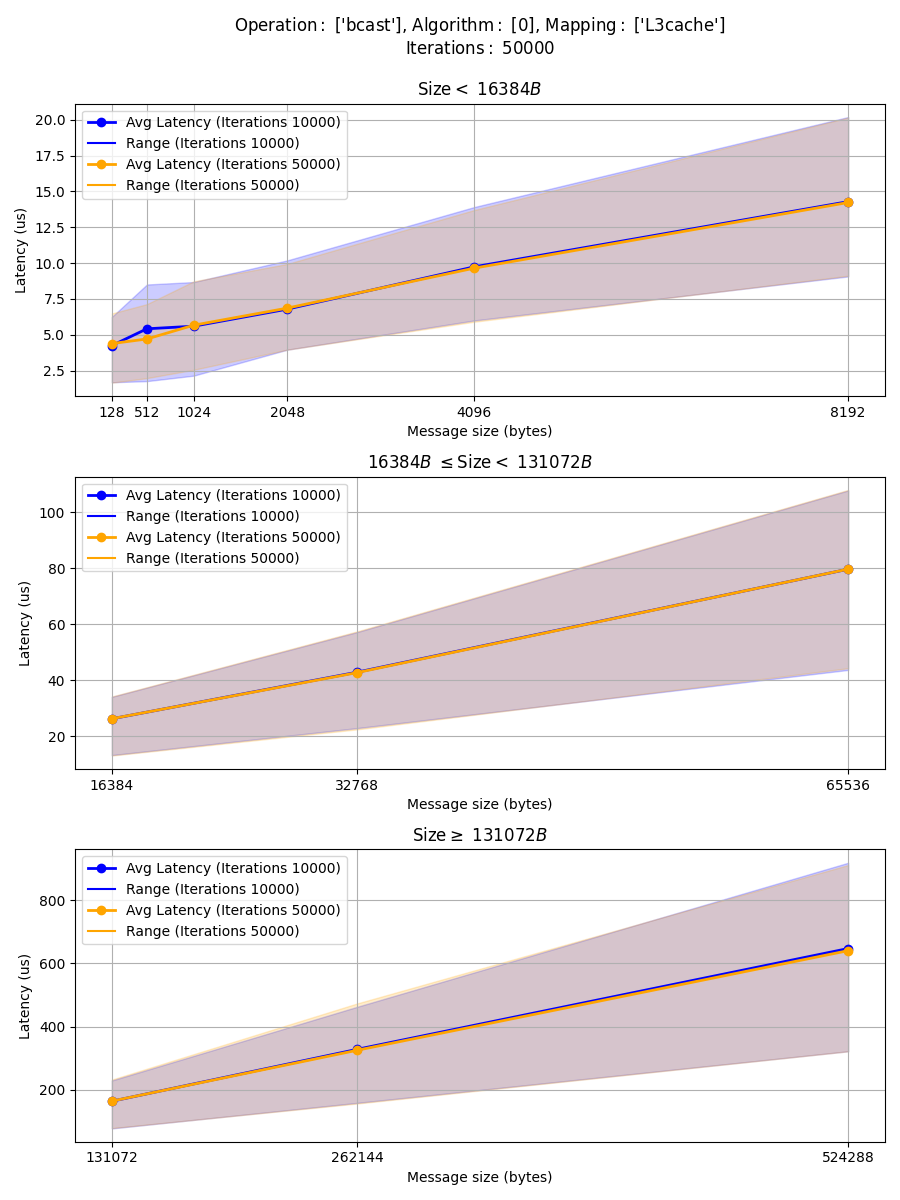 Operation : ['bcast'], Algorithm : [0], Mapping : ['L3cache']
Iterations : 50000
Size < 16384B
20.0
17.5
15.0
12.5
10.0
7.5
5.0
2.5
Latency (us)
Avg Latency (Iterations 10000)
Range (Iterations 10000)
Avg Latency (Iterations 50000)
Range (Iterations 50000)
128 512 1024 2048 4096 8192
Message size (bytes)
16384B ≤ Size < 131072B
100
80
60
40
20
Latency (us)
Avg Latency (Iterations 10000)
Range (Iterations 10000)
Avg Latency (Iterations 50000)
Range (Iterations 50000)
16384 32768 65536
Message size (bytes)
Size ≥ 131072B
800
600
400
200
Latency (us)
Avg Latency (Iterations 10000)
Range (Iterations 10000)
Avg Latency (Iterations 50000)
Range (Iterations 50000)
131072 262144 524288
Message size (bytes)